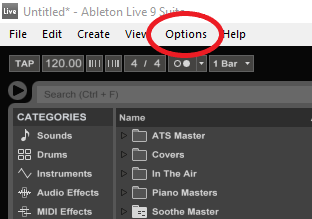 Live Untitled* - Ableton Live 9 Suite
File Edit Create View Options Help
TAP 120.00 4 / 4 1 Bar
Search (Ctrl + F)
CATEGORIES Name
Sounds ATS Master
Drums Covers
Instruments In The Air
Audio Effects Piano Masters
MIDI Effects Soothe Master